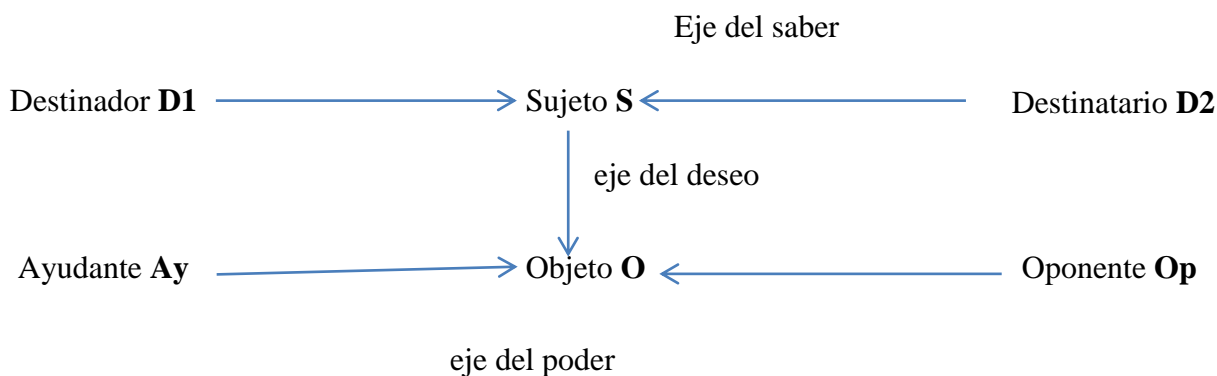 Eje del saber
Destinador D1 Sujeto S Destinatario D2
eje del deseo
Ayudante Ay Objeto O Oponente Op
eje del poder